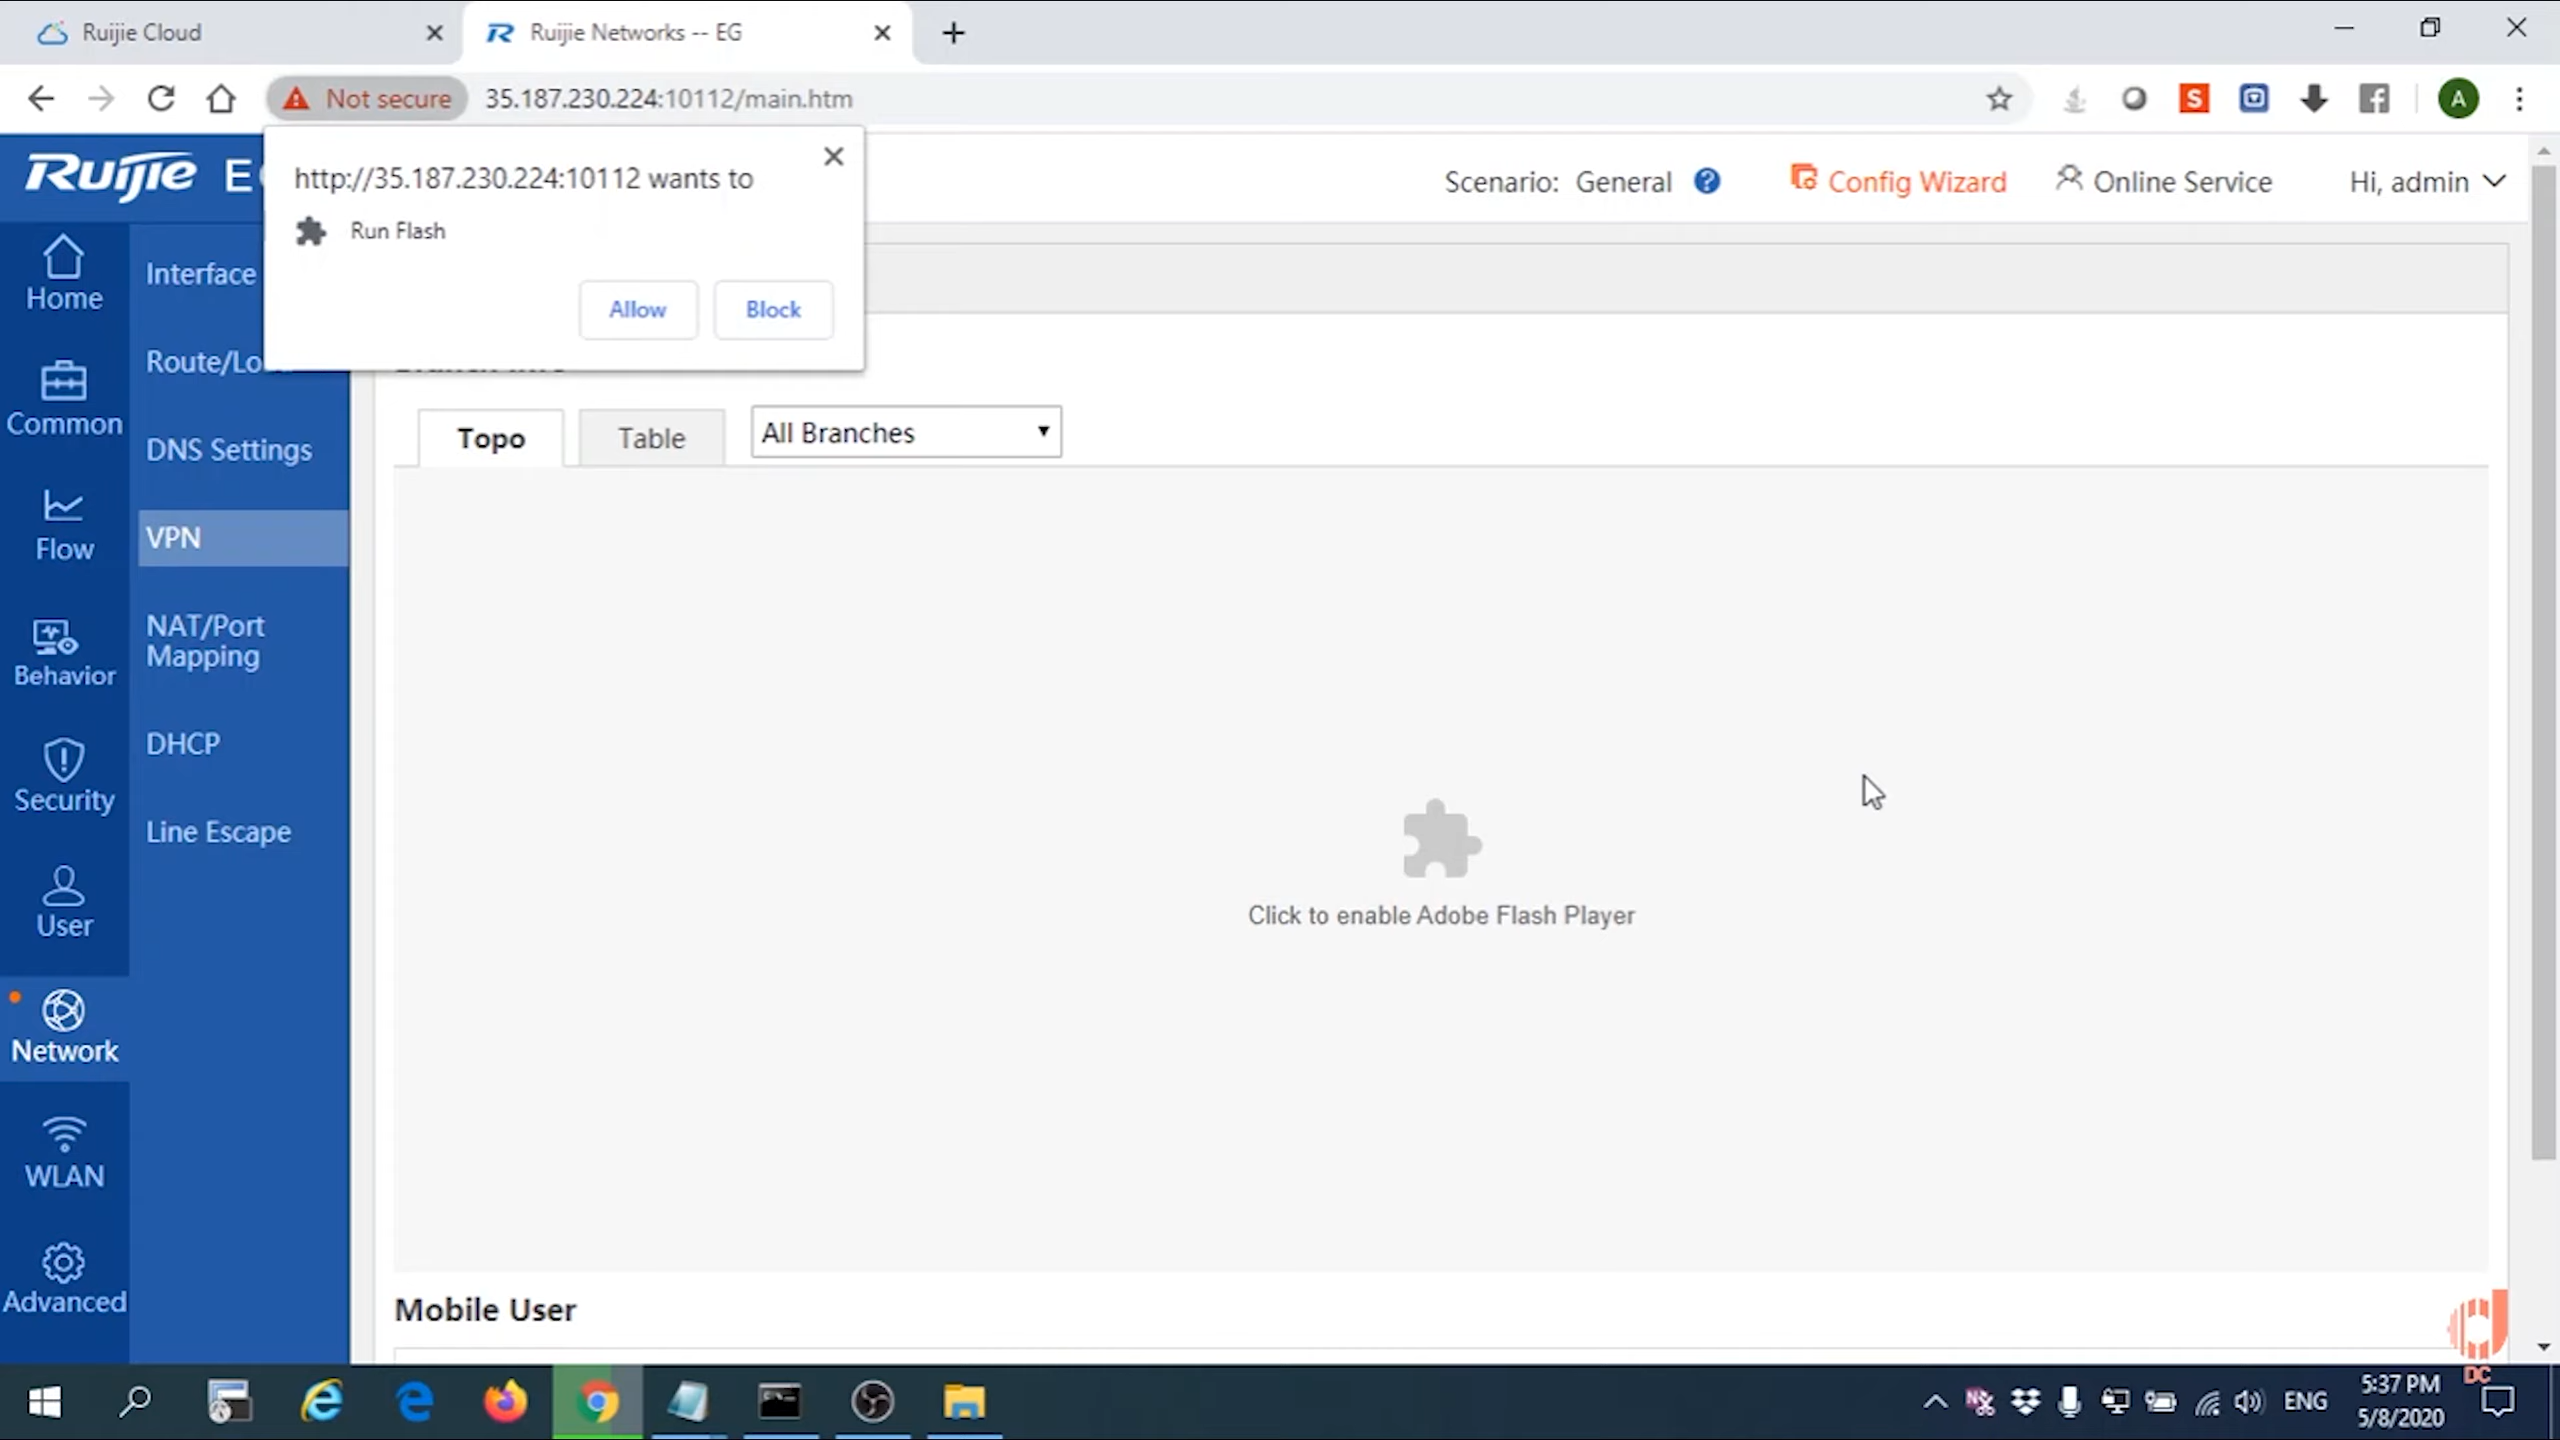 Ruijie Cloud
Ruijie Networks -- EG
Not secure
35.187.230.224:10112/main.htm
Ruijie
http://35.187.230.224:10112 wants to
Run Flash
Allow
Block
Scenario: General
Config Wizard
Online Service
Hi, admin
Home
Common
Flow
Behavior
Security
User
Network
WLAN
Advanced
Interface
DNS Settings
VPN
NAT/Port
Mapping
DHCP
Line Escape
Topo
Table
All Branches
Click to enable Adobe Flash Player
Mobile User
DC
ENG
5:37 PM
5/8/2020